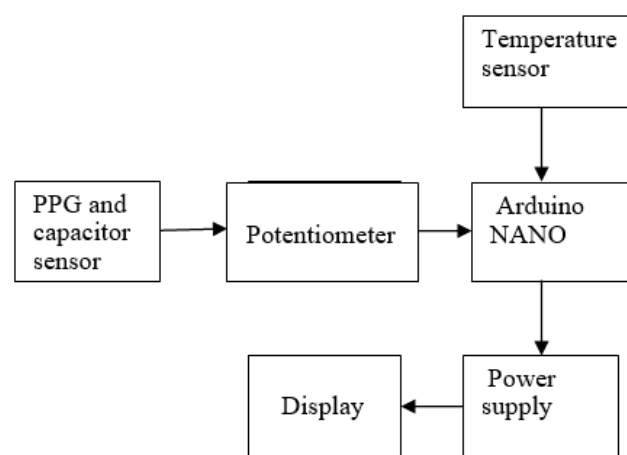 Temperature
sensor
PPG and
capacitor
sensor
Potentiometer
Arduino
NANO
Display
Power
supply